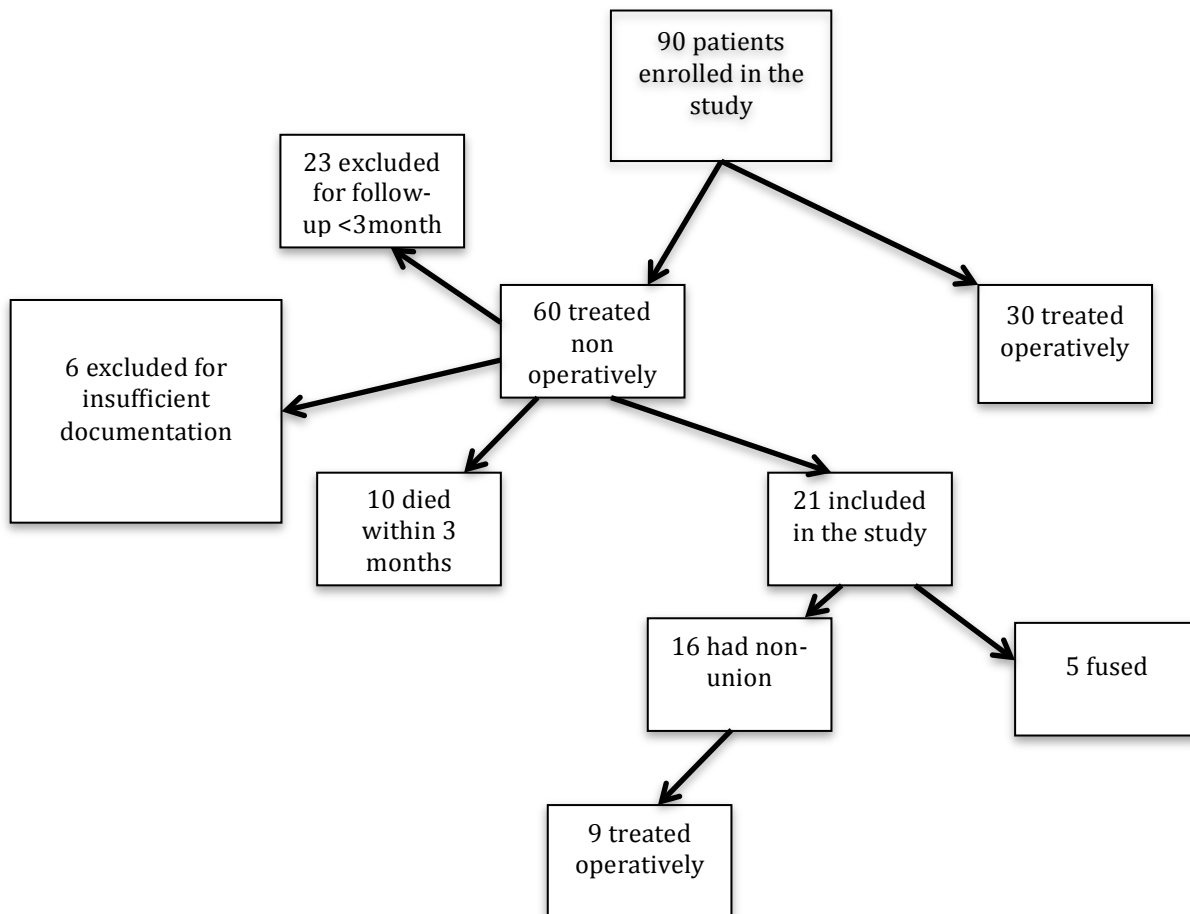 90 patients
enrolled in the
study
23 excluded
for follow-
up <3month
60 treated
non
operatively
30 treated
operatively
6 excluded for
insufficient
documentation
10 died
within 3
months
21 included
in the study
16 had non-
union
5 fused
9 treated
operatively